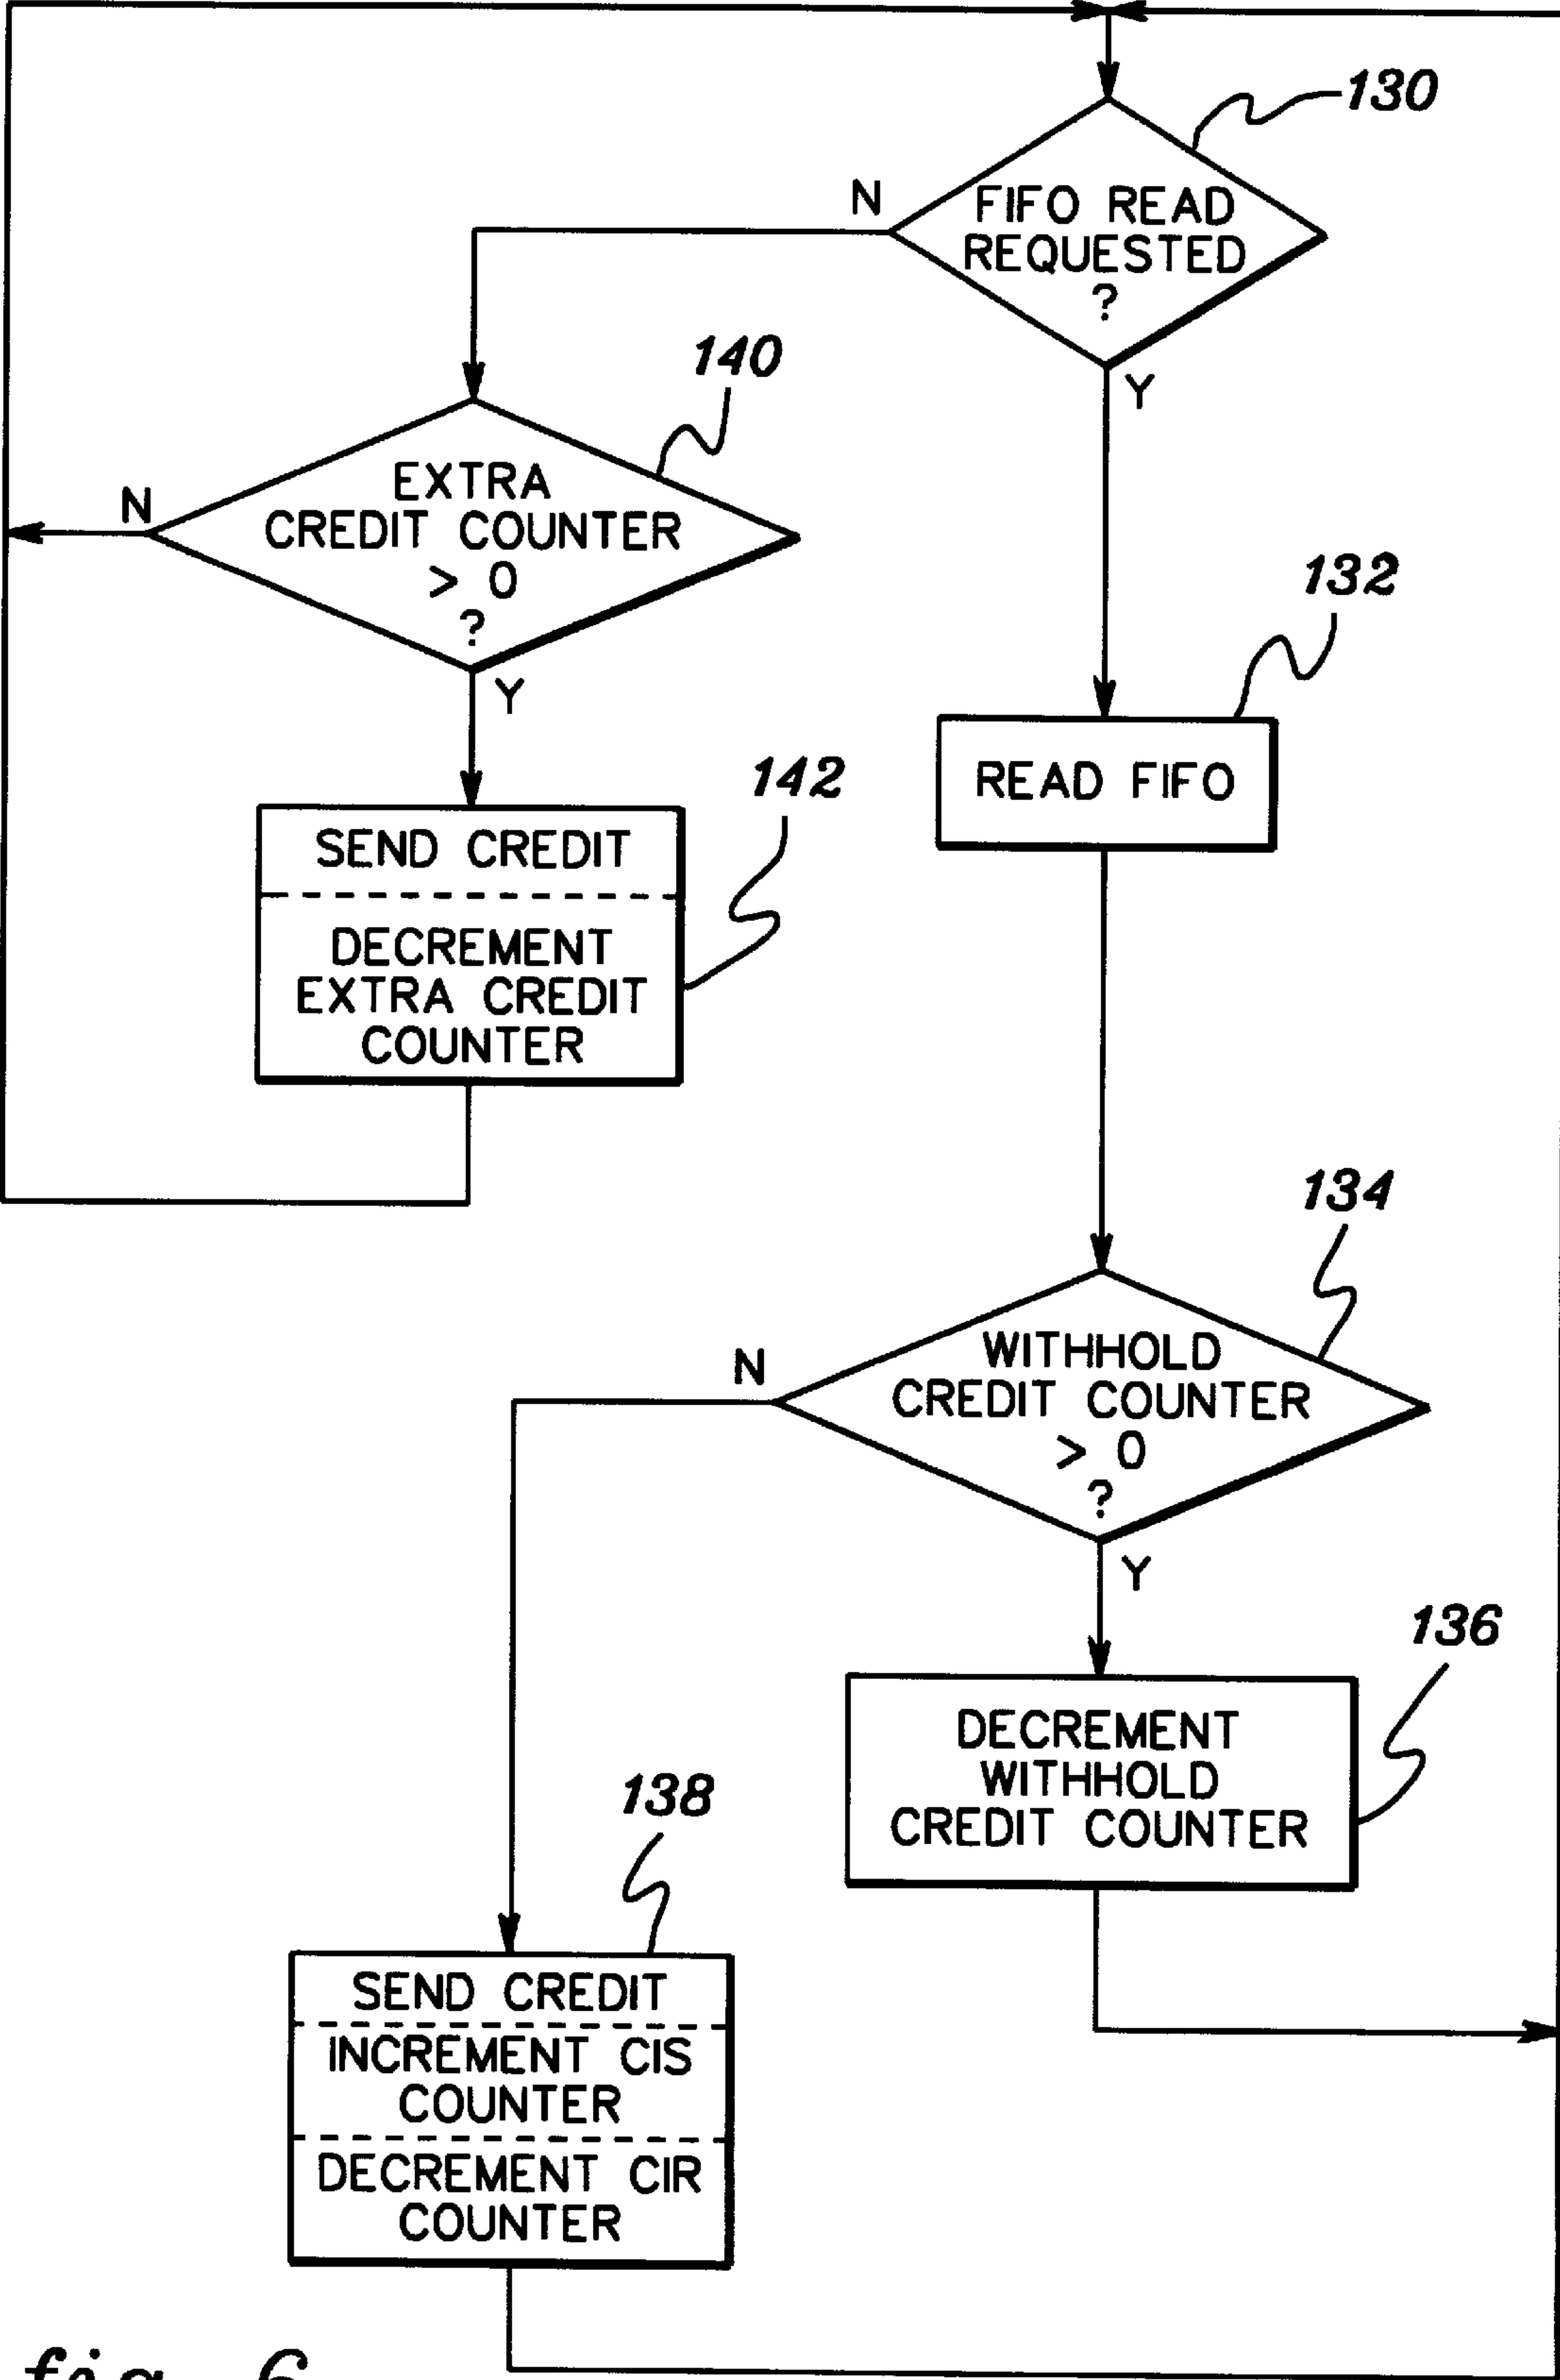 130
N
FIFO READ
REQUESTED
?
Y
140
N
EXTRA
CREDIT COUNTER
> 0
?
Y
132
READ FIFO
142
SEND CREDIT
DECREMENT
EXTRA CREDIT
COUNTER
134
N
WITHHOLD
CREDIT COUNTER
> 0
?
Y
136
DECREMENT
WITHHOLD
CREDIT COUNTER
138
SEND CREDIT
INCREMENT CIS
COUNTER
DECREMENT CIR
COUNTER
fig. 6